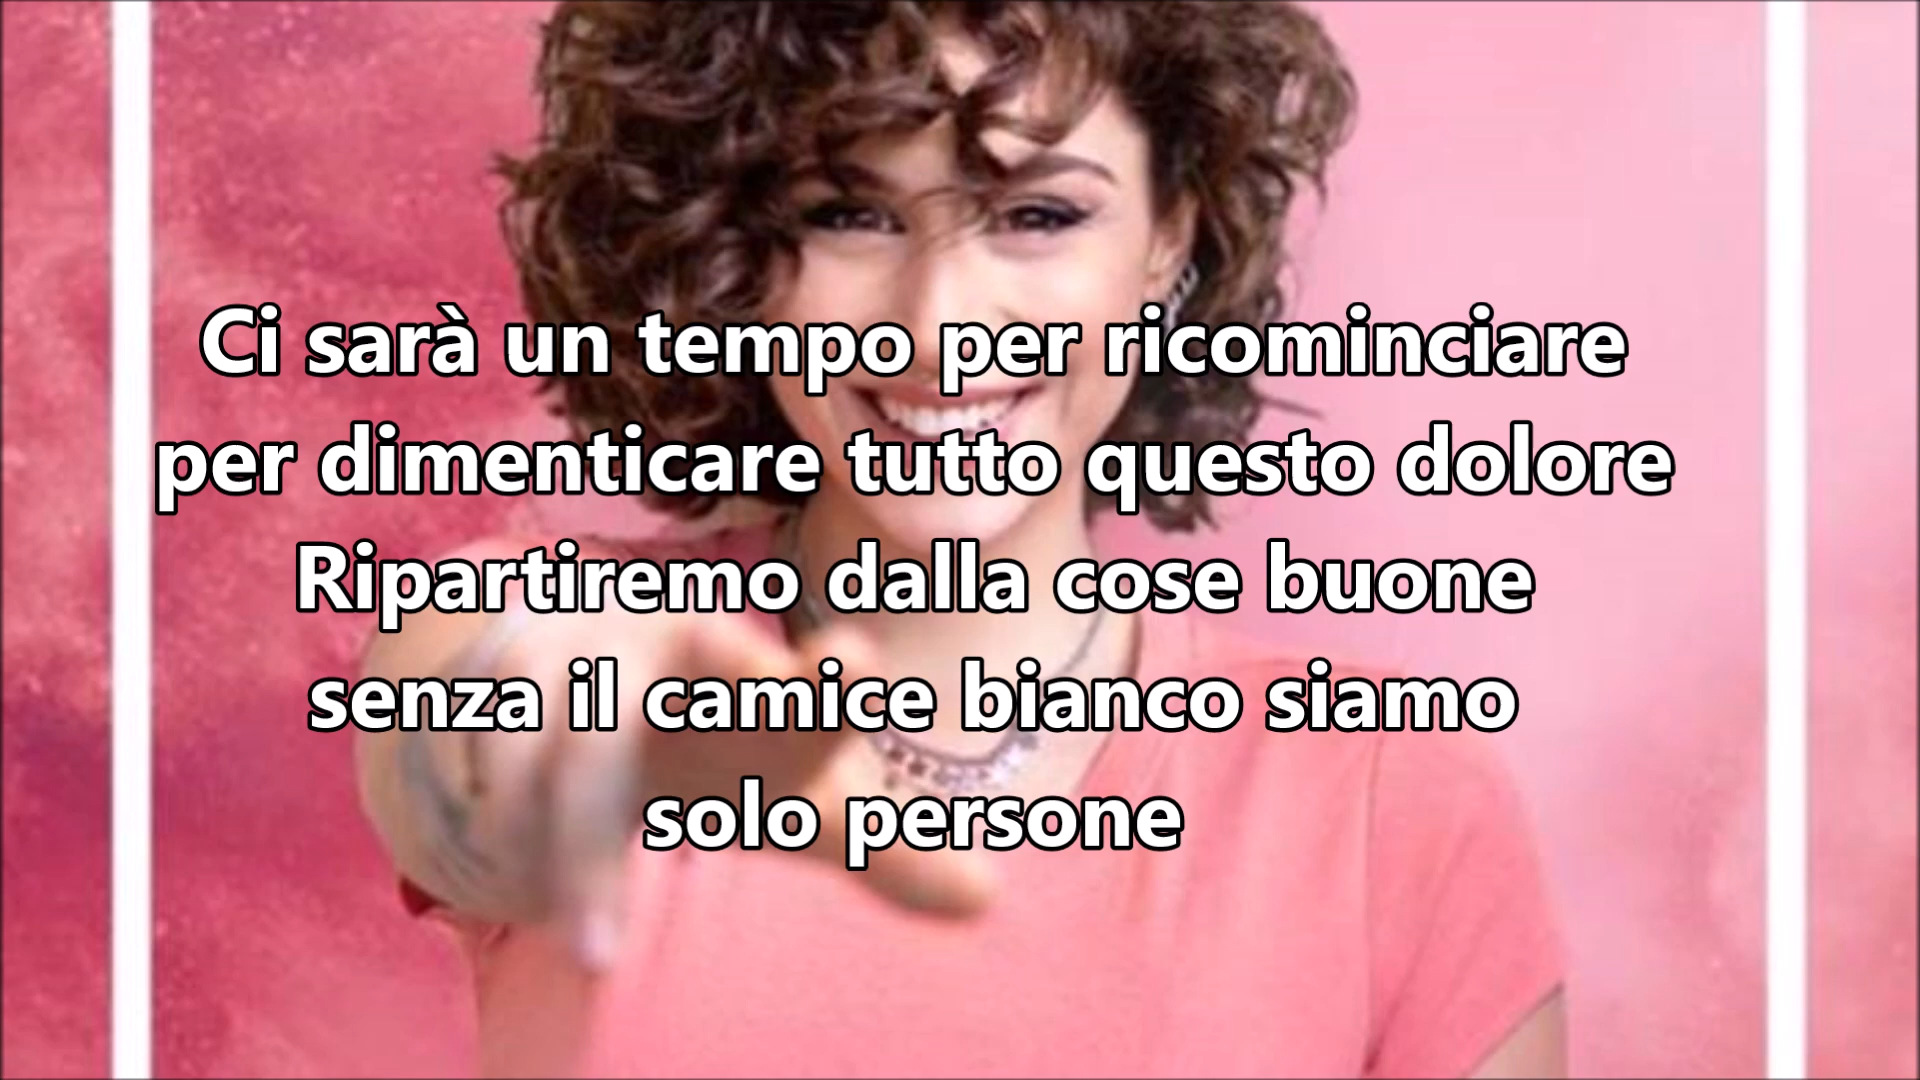 Ci sarà un tempo per ricominciare
per dimenticare tutto questo dolore
Ripartiremo dalla cose buone
senza il camice bianco siamo
solo persone